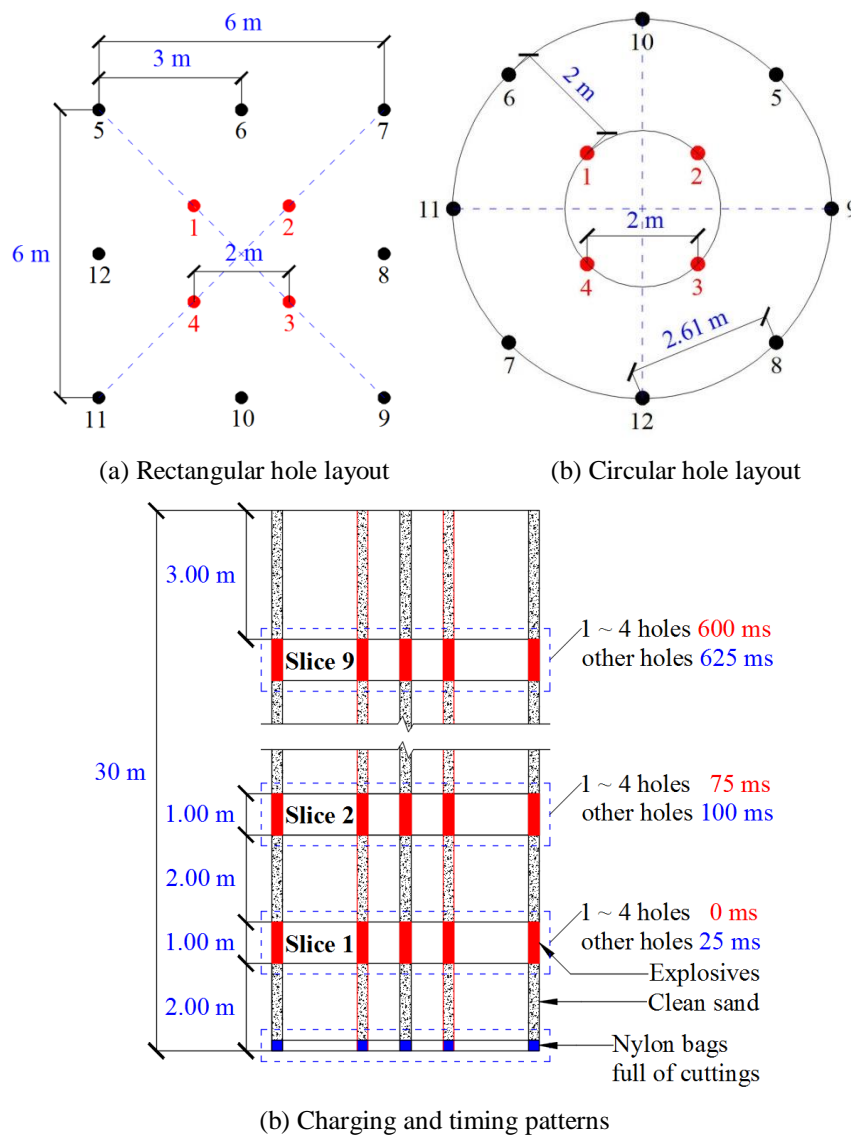 6 m
3 m
5
6
7
1
2
6 m
12
2 m
8
4
3
11
10
9
(a) Rectangular hole layout
10
6
5
2 m
1
2
11
2 m
9
4
3
2.61 m
7
8
12
(b) Circular hole layout
3.00 m
1 ~ 4 holes 600 ms
other holes 625 ms
Slice 9
30 m
1 ~ 4 holes 75 ms
other holes 100 ms
1.00 m
Slice 2
2.00 m
1 ~ 4 holes 0 ms
other holes 25 ms
1.00 m
Slice 1
Explosives
Clean sand
2.00 m
Nylon bags
full of cuttings
(b) Charging and timing patterns